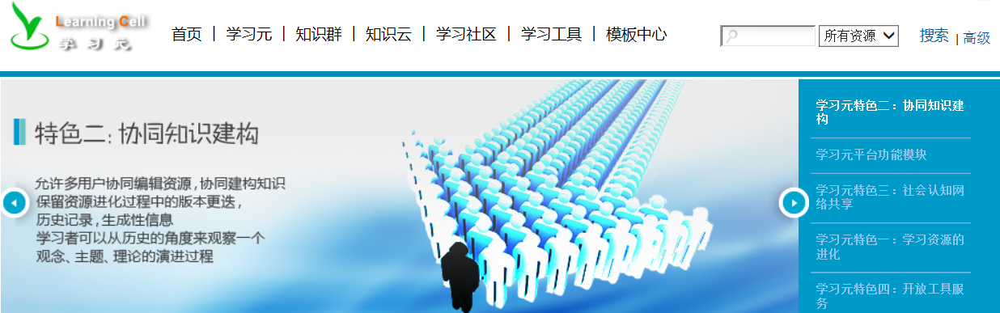 Learning Cell
学 习 元
首页 | 学习元 | 知识群 | 知识云 | 学习社区 | 学习工具 | 模板中心
所有资源
搜索 | 高级
特色二: 协同知识建构
允许多用户协同编辑资源,协同建构知识
保留资源进化过程中的版本更迭,
历史记录,生成性信息
学习者可以从历史的角度来观察一个
观念、主题、理论的演进过程
学习元特色二：协同知识建
构
学习元平台功能模块
学习元特色三：社会认知网
络共享
学习元特色一：学习资源的
进化
学习元特色四：开放工具服
务